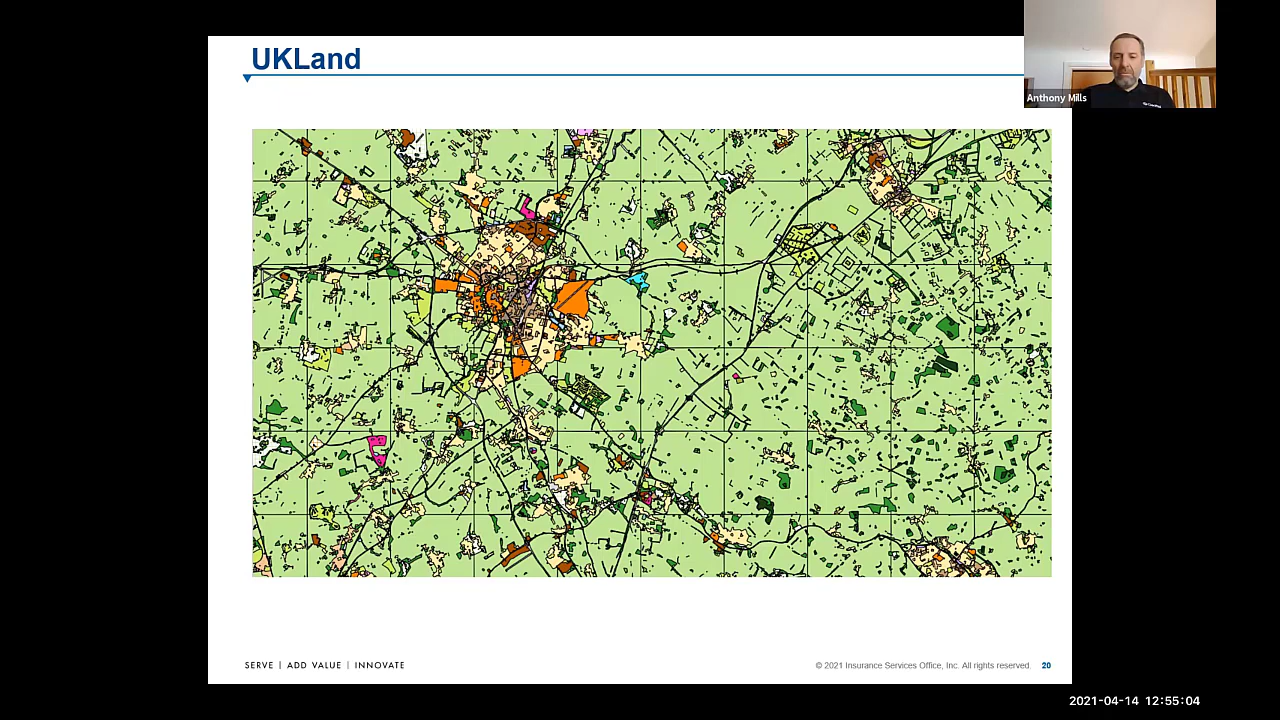 UKLand
Anthony Mills
SERVE | ADD VALUE | INNOVATE
© 2021 Insurance Services Office, Inc. All rights reserved.
20
2021-04-14 12:55:04